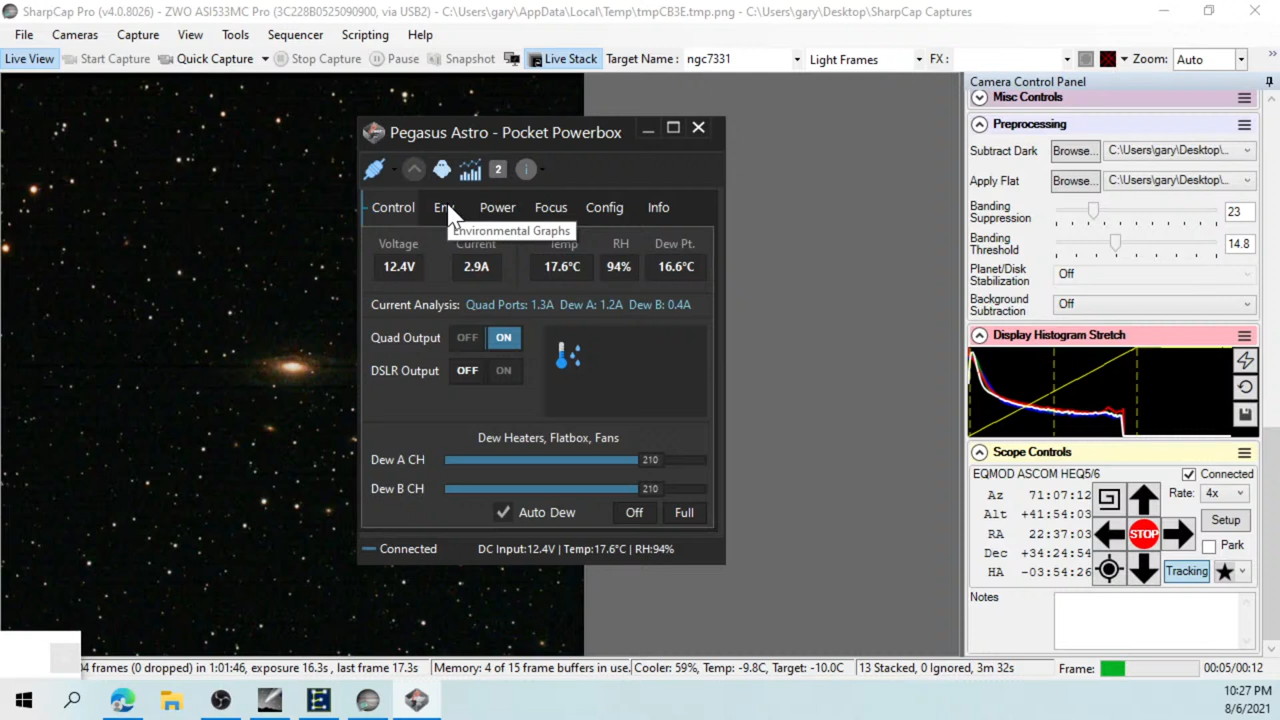 SharpCap Pro (v4.0.8026) - ZWO ASI533MC Pro (3C228B0525090900, via USB2) - C:\Users\gary\AppData\Local\Temp\tmpCB3E.tmp.png - C:\Users\gary\Desktop\SharpCap Captures
File Cameras Capture View Tools Sequencer Scripting Help
Live View Start Capture Quick Capture Stop Capture Pause Snapshot Live Stack Target Name : ngc7331 Light Frames FX : Zoom: Auto
Camera Control Panel
Misc Controls
Preprocessing
Subtract Dark Browse... C:\Users\gary\Desktop\...
Apply Flat Browse... C:\Users\gary\Desktop\...
Banding Suppression 23
Banding Threshold 14.8
Planet/Disk Stabilization Off
Background Subtraction Off
Display Histogram Stretch
Scope Controls
EQMOD ASCOM HEQ5/6 Connected
Az 71:07:12 Rate: 4x
Alt +41:54:03
RA 22:37:03 STOP Setup
Dec +34:24:54 Park
HA -03:54:26 Tracking
Notes
Pegasus Astro - Pocket Powerbox
2
Control Power Focus Config Info
Environmental Graphs
Voltage Current Temp RH Dew Pt.
12.4V 2.9A 17.6°C 94% 16.6°C
Current Analysis: Quad Ports: 1.3A Dew A: 1.2A Dew B: 0.4A
Quad Output OFF ON
DSLR Output OFF ON
Dew Heaters, Flatbox, Fans
Dew A CH 210
Dew B CH 210
Auto Dew Off Full
Connected DC Input:12.4V | Temp:17.6°C | RH:94%
frames (0 dropped) in 1:01:46, exposure 16.3s , last frame 17.3s Memory: 4 of 15 frame buffers in use. Cooler: 59%, Temp: -9.8C, Target: -10.0C 13 Stacked, 0 Ignored, 3m 32s Frame: 00:05/00:12
10:27 PM
8/6/2021